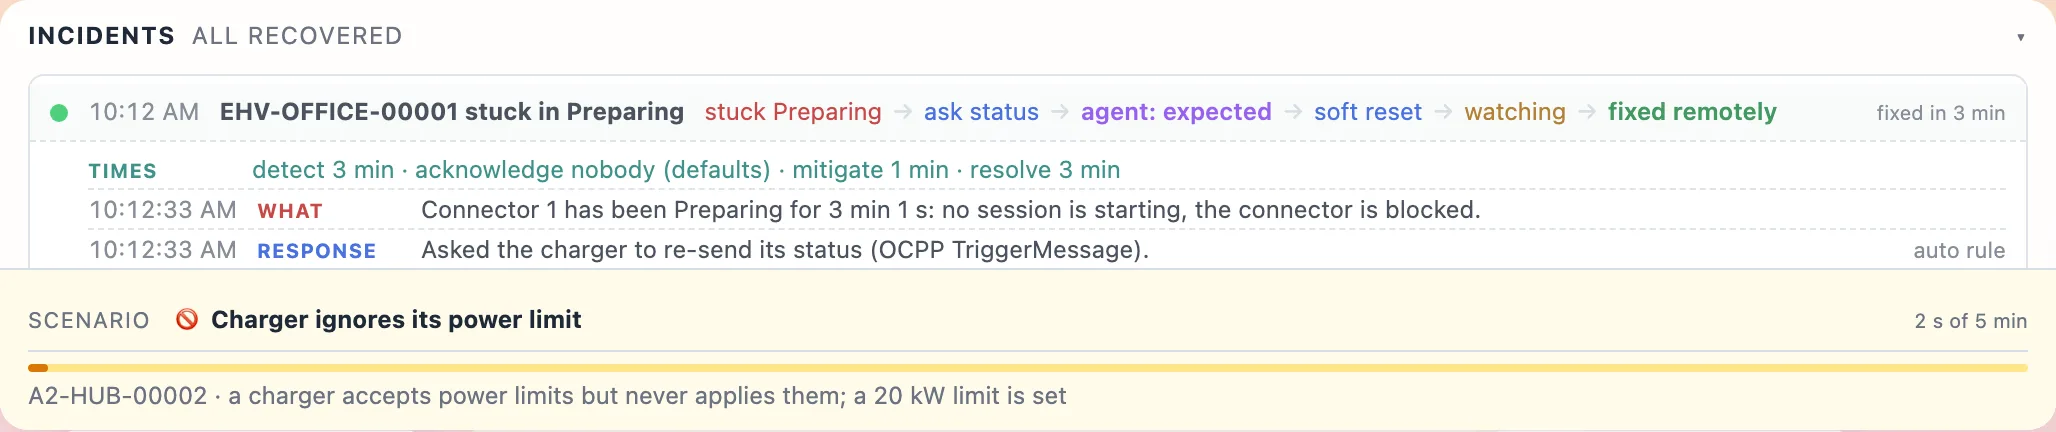 INCIDENTS ALL RECOVERED ▾
10:12 AM EHV-OFFICE-00001 stuck in Preparing stuck Preparing → ask status → agent: expected → soft reset → watching → fixed remotely fixed in 3 min
TIMES detect 3 min · acknowledge nobody (defaults) · mitigate 1 min · resolve 3 min
10:12:33 AM WHAT Connector 1 has been Preparing for 3 min 1 s: no session is starting, the connector is blocked.
10:12:33 AM RESPONSE Asked the charger to re-send its status (OCPP TriggerMessage). auto rule
SCENARIO 🚫 Charger ignores its power limit 2 s of 5 min
A2-HUB-00002 · a charger accepts power limits but never applies them; a 20 kW limit is set